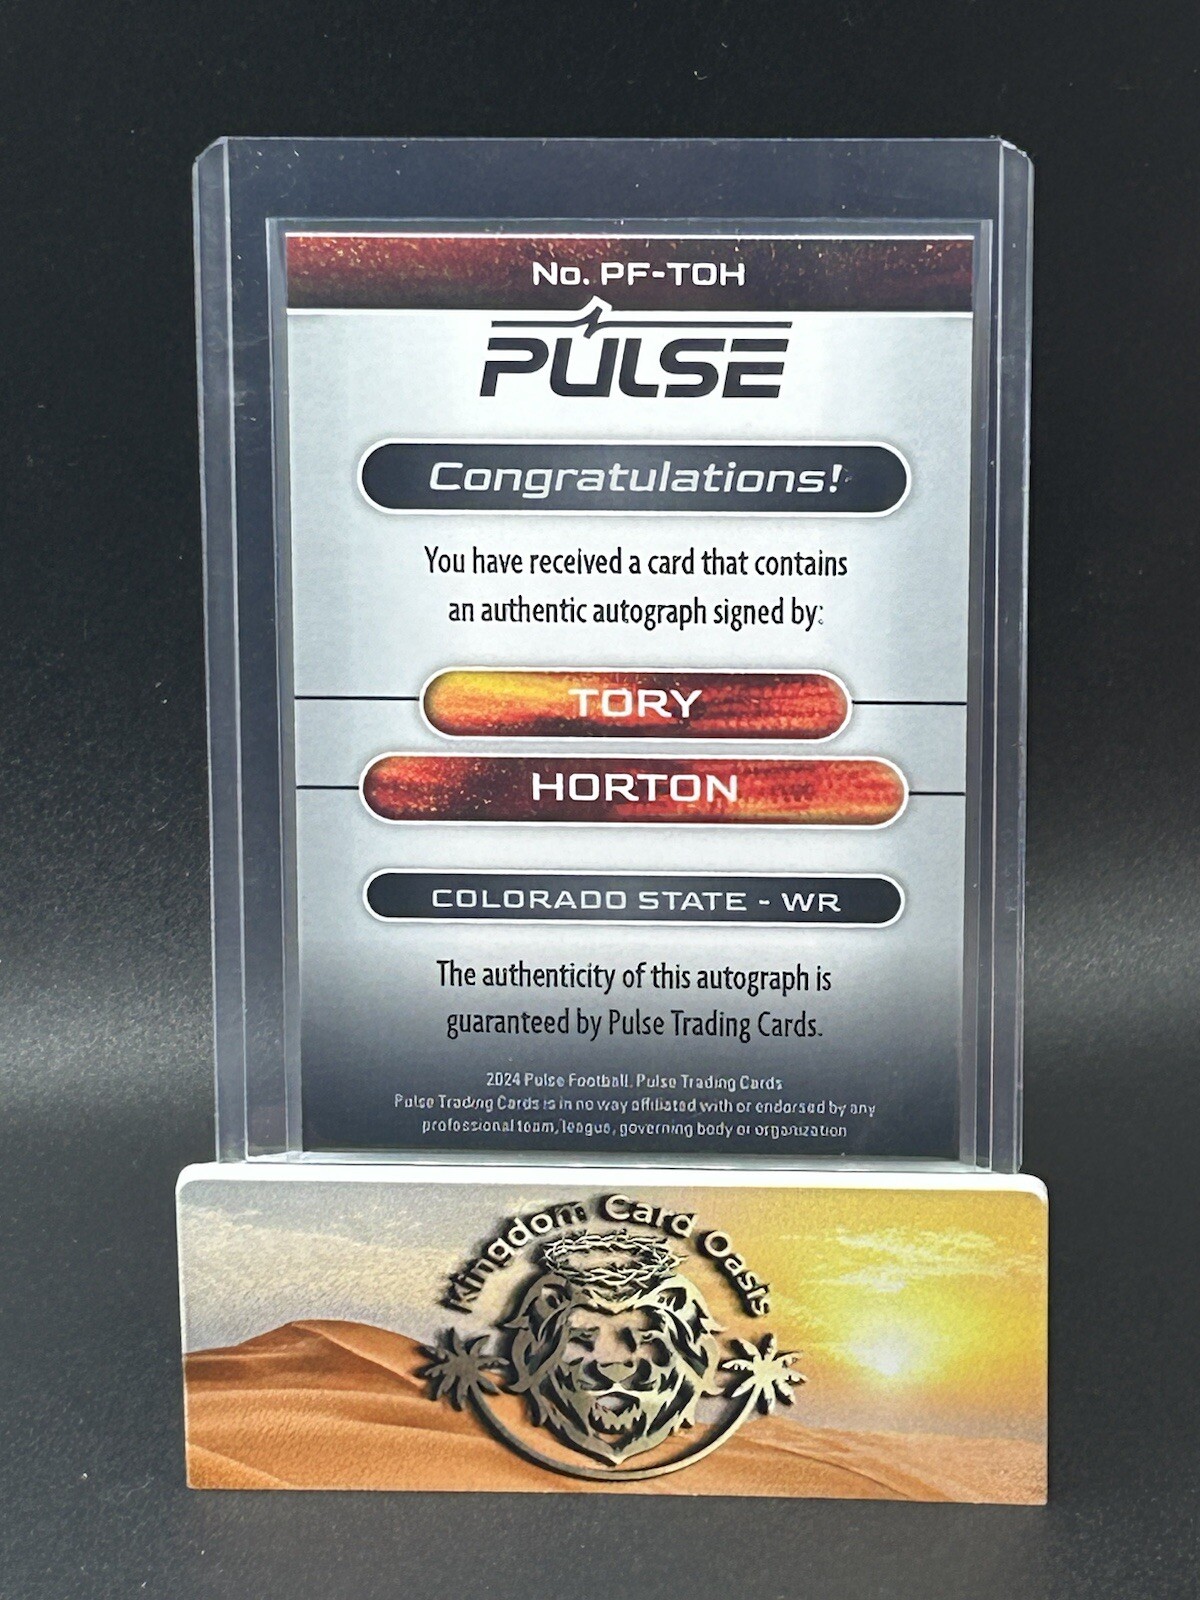 No. PF-TOH
PULSE
Congratulations!
You have received a card that contains
an authentic autograph signed by:
TORY
HORTON
COLORADO STATE - WR
The authenticity of this autograph is
guaranteed by Pulse Trading Cards.
2024 Pulse Football. Pulse Trading Cards
Pulse Trading Cards is in no way affiliated with or endorsed by any
professional team, league, governing body or organization
Kingdom Card Oasis